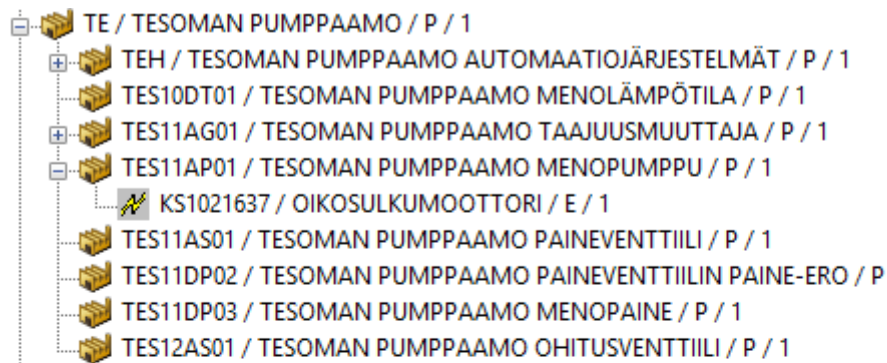 TE / TESOMAN PUMPPAAMO / P / 1
TEH / TESOMAN PUMPPAAMO AUTOMAATIOJÄRJESTELMÄT / P / 1
TES10DT01 / TESOMAN PUMPPAAMO MENOLÄMPÖTILA / P / 1
TES11AG01 / TESOMAN PUMPPAAMO TAAJUUSMUUTTAJA / P / 1
TES11AP01 / TESOMAN PUMPPAAMO MENOPUMPPU / P / 1
KS1021637 / OIKOSULKUMOOTTORI / E / 1
TES11AS01 / TESOMAN PUMPPAAMO PAINEVENTTIILI / P / 1
TES11DP02 / TESOMAN PUMPPAAMO PAINEVENTTIILIN PAINE-ERO / P
TES11DP03 / TESOMAN PUMPPAAMO MENOPAINE / P / 1
TES12AS01 / TESOMAN PUMPPAAMO OHITUSVENTTIILI / P / 1